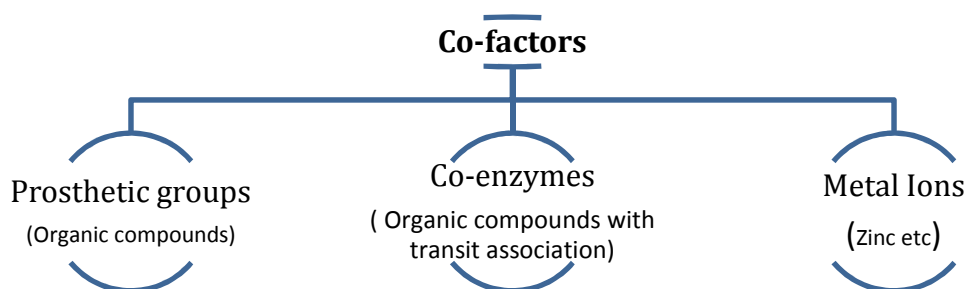 Co-factors
Prosthetic groups
(Organic compounds)
Co-enzymes
( Organic compounds with
transit association)
Metal Ions
(Zinc etc)